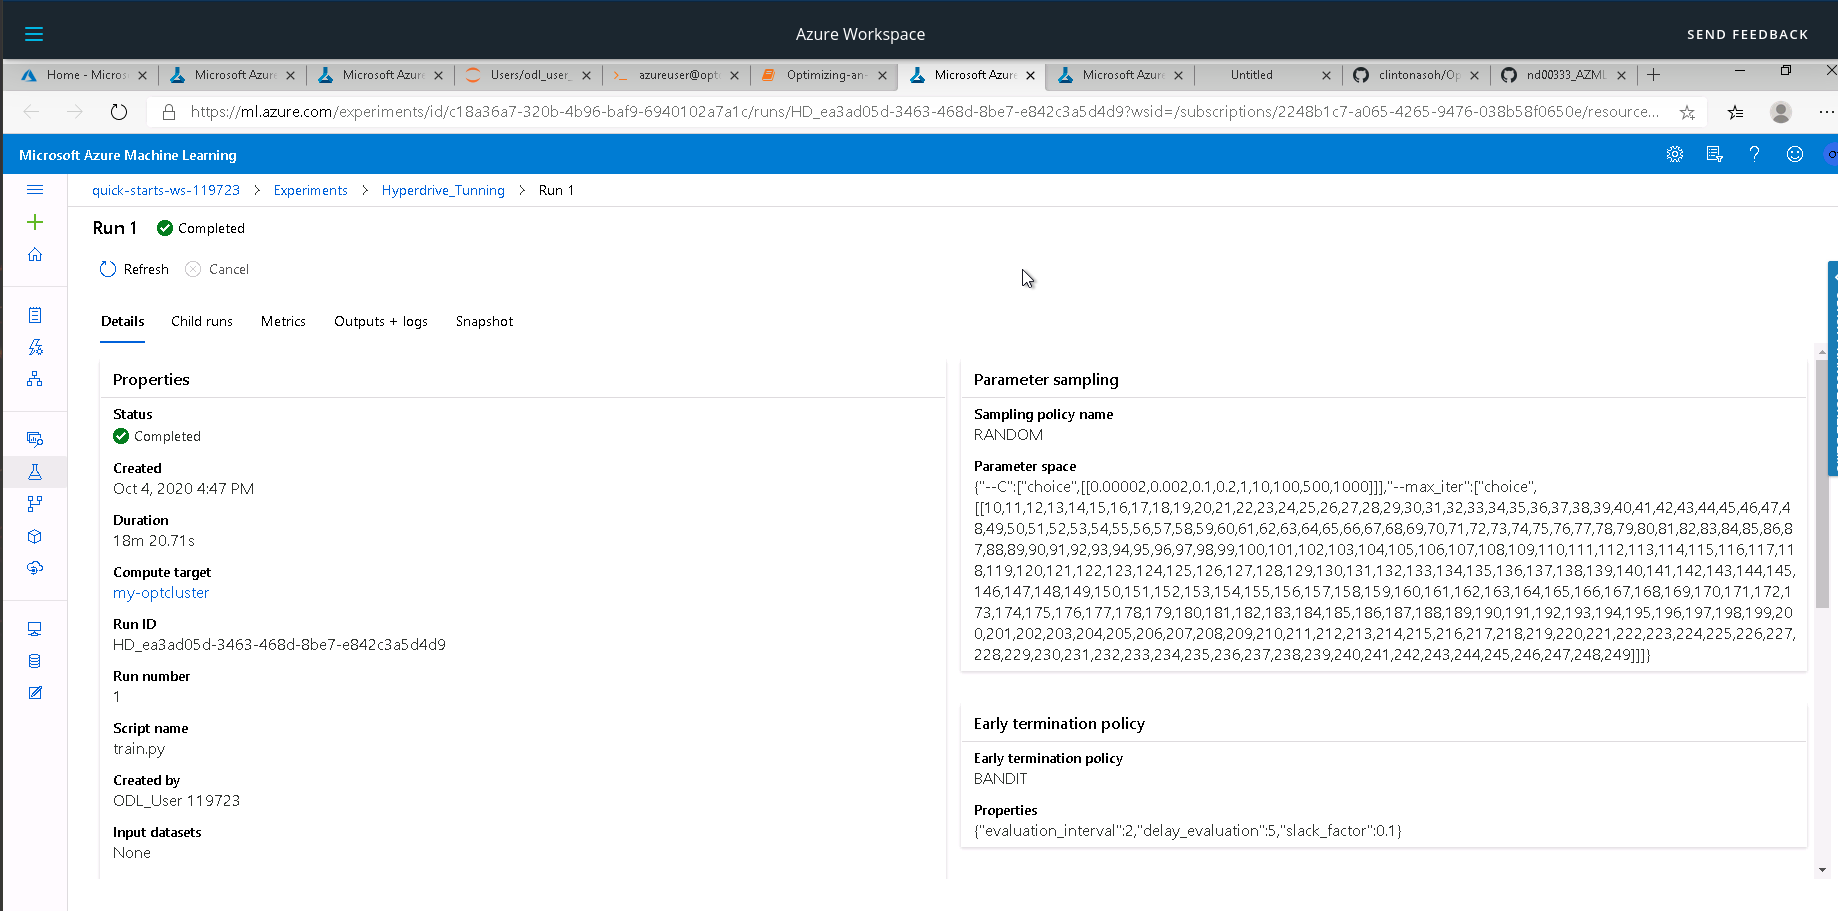 Azure Workspace
SEND FEEDBACK
Home - Micros
Microsoft Azure
Microsoft Azure
Users/odl_user_
azureuser@opt
Optimizing-an-
Microsoft Azure
Microsoft Azure
Untitled
clintonasoh/Op
nd00333_AZML
https://ml.azure.com/experiments/id/c18a36a7-320b-4b96-baf9-6940102a7a1c/runs/HD_ea3ad05d-3463-468d-8be7-e842c3a5d4d9?wsid=/subscriptions/2248b1c7-a065-4265-9476-038b58f0650e/resource...
Microsoft Azure Machine Learning
quick-starts-ws-119723 > Experiments > Hyperdrive_Tunning > Run 1
Run 1 Completed
Refresh Cancel
Details Child runs Metrics Outputs + logs Snapshot
Properties
Status
Completed
Created
Oct 4, 2020 4:47 PM
Duration
18m 20.71s
Compute target
my-optcluster
Run ID
HD_ea3ad05d-3463-468d-8be7-e842c3a5d4d9
Run number
1
Script name
train.py
Created by
ODL_User 119723
Input datasets
None
Parameter sampling
Sampling policy name
RANDOM
Parameter space
{"--C":["choice",[[0.00002,0.002,0.1,0.2,1,10,100,500,1000]]],"--max_iter":["choice",
[[10,11,12,13,14,15,16,17,18,19,20,21,22,23,24,25,26,27,28,29,30,31,32,33,34,35,36,37,38,39,40,41,42,43,44,45,46,47,4
8,49,50,51,52,53,54,55,56,57,58,59,60,61,62,63,64,65,66,67,68,69,70,71,72,73,74,75,76,77,78,79,80,81,82,83,84,85,86,8
7,88,89,90,91,92,93,94,95,96,97,98,99,100,101,102,103,104,105,106,107,108,109,110,111,112,113,114,115,116,117,11
8,119,120,121,122,123,124,125,126,127,128,129,130,131,132,133,134,135,136,137,138,139,140,141,142,143,144,145,
146,147,148,149,150,151,152,153,154,155,156,157,158,159,160,161,162,163,164,165,166,167,168,169,170,171,172,1
73,174,175,176,177,178,179,180,181,182,183,184,185,186,187,188,189,190,191,192,193,194,195,196,197,198,199,20
0,201,202,203,204,205,206,207,208,209,210,211,212,213,214,215,216,217,218,219,220,221,222,223,224,225,226,227,
228,229,230,231,232,233,234,235,236,237,238,239,240,241,242,243,244,245,246,247,248,249]]]}
Early termination policy
Early termination policy
BANDIT
Properties
{"evaluation_interval":2,"delay_evaluation":5,"slack_factor":0.1}